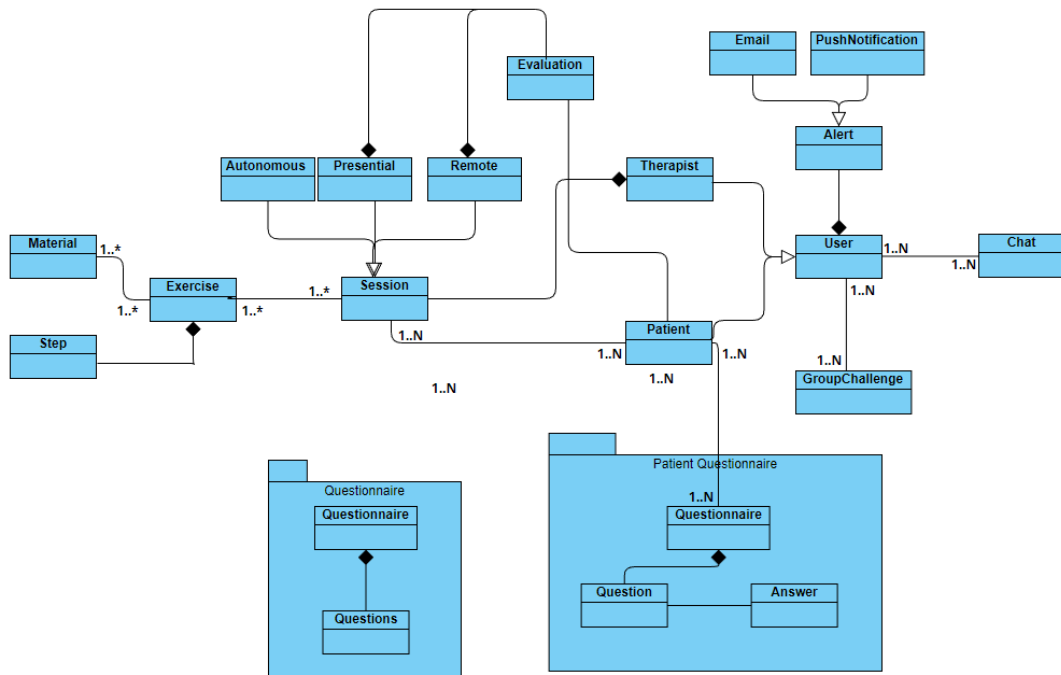 Email
PushNotification
Evaluation
Alert
Autonomous
Presential
Remote
Therapist
Material
1..*
User
1..N
Chat
1..N
Exercise
1..*
1..*
1..*
Session
1..N
Step
1..N
Patient
1..N
1..N
1..N
1..N
1..N
GroupChallenge
Patient Questionnaire
Questionnaire
1..N
Questionnaire
Questionnaire
Question
Answer
Questions